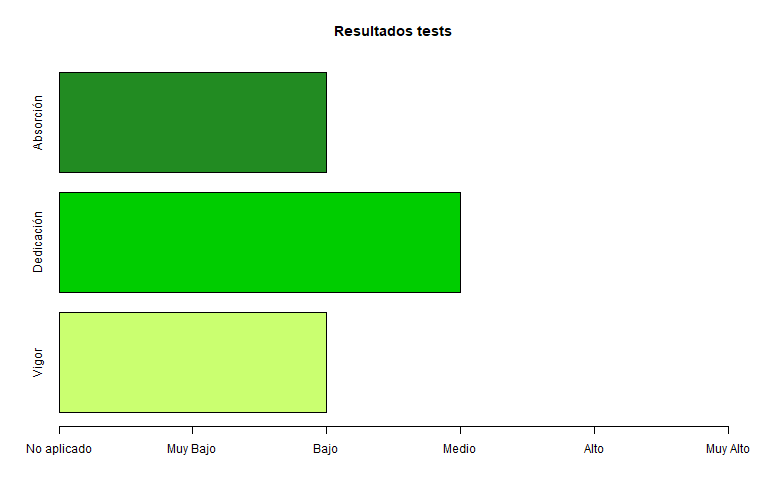 Resultados tests
Absorción
Dedicación
Vigor
No aplicado Muy Bajo Bajo Medio Alto Muy Alto